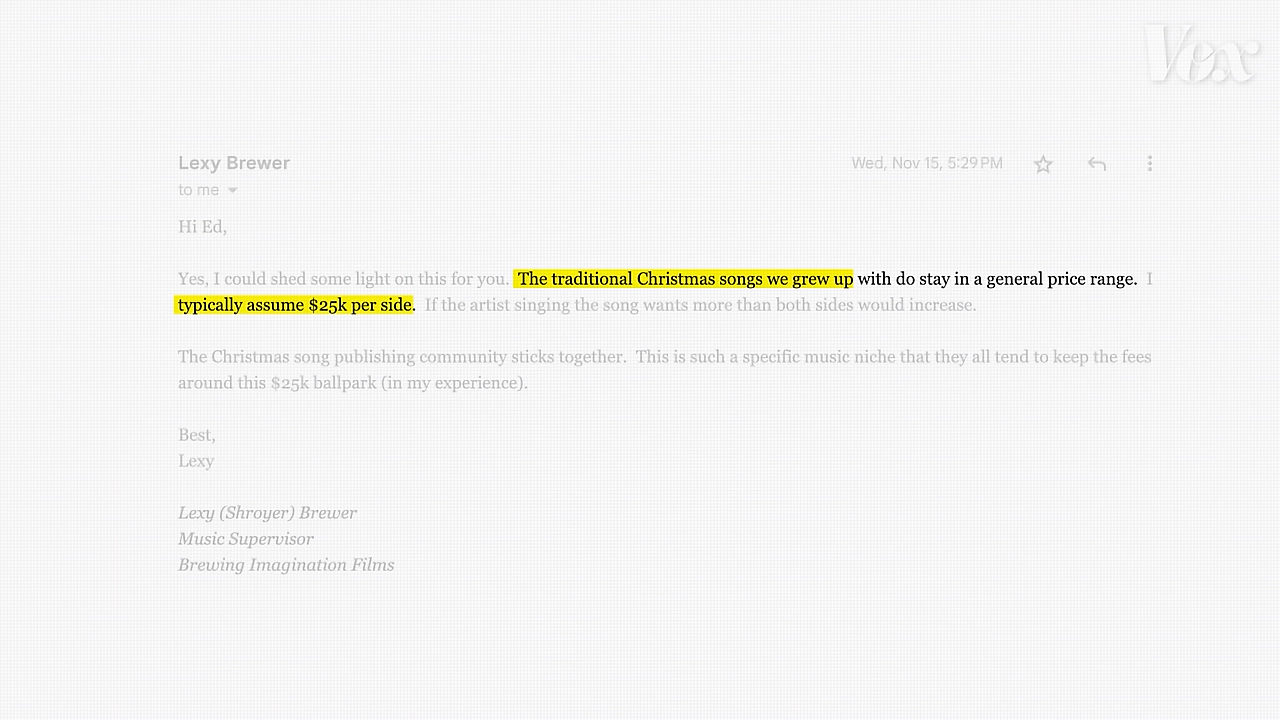 Vox
Lexy Brewer
Wed, Nov 15, 5:29 PM
to me
Hi Ed,
Yes, I could shed some light on this for you. The traditional Christmas songs we grew up with do stay in a general price range. I
typically assume $25k per side. If the artist singing the song wants more than both sides would increase.
The Christmas song publishing community sticks together. This is such a specific music niche that they all tend to keep the fees
around this $25k ballpark (in my experience).
Best,
Lexy
Lexy (Shroyer) Brewer
Music Supervisor
Brewing Imagination Films